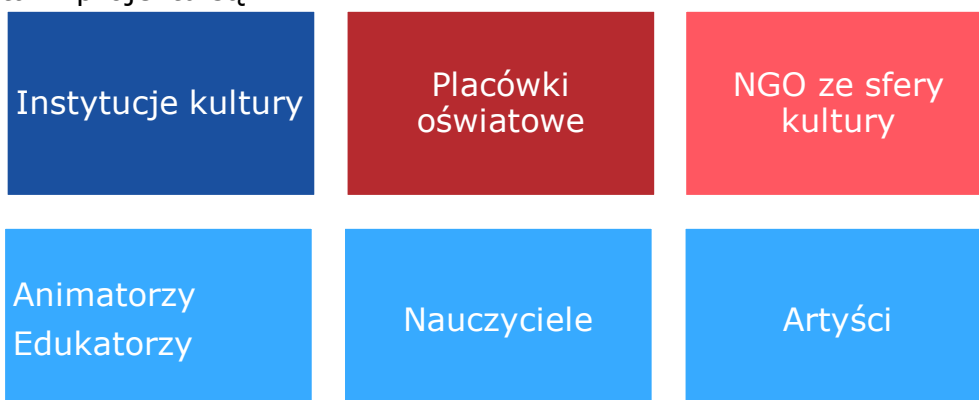 Instytucje kultury
Placówki
oświatowe
NGO ze sfery
kultury
Animatorzy
Edukatorzy
Nauczyciele
Artyści